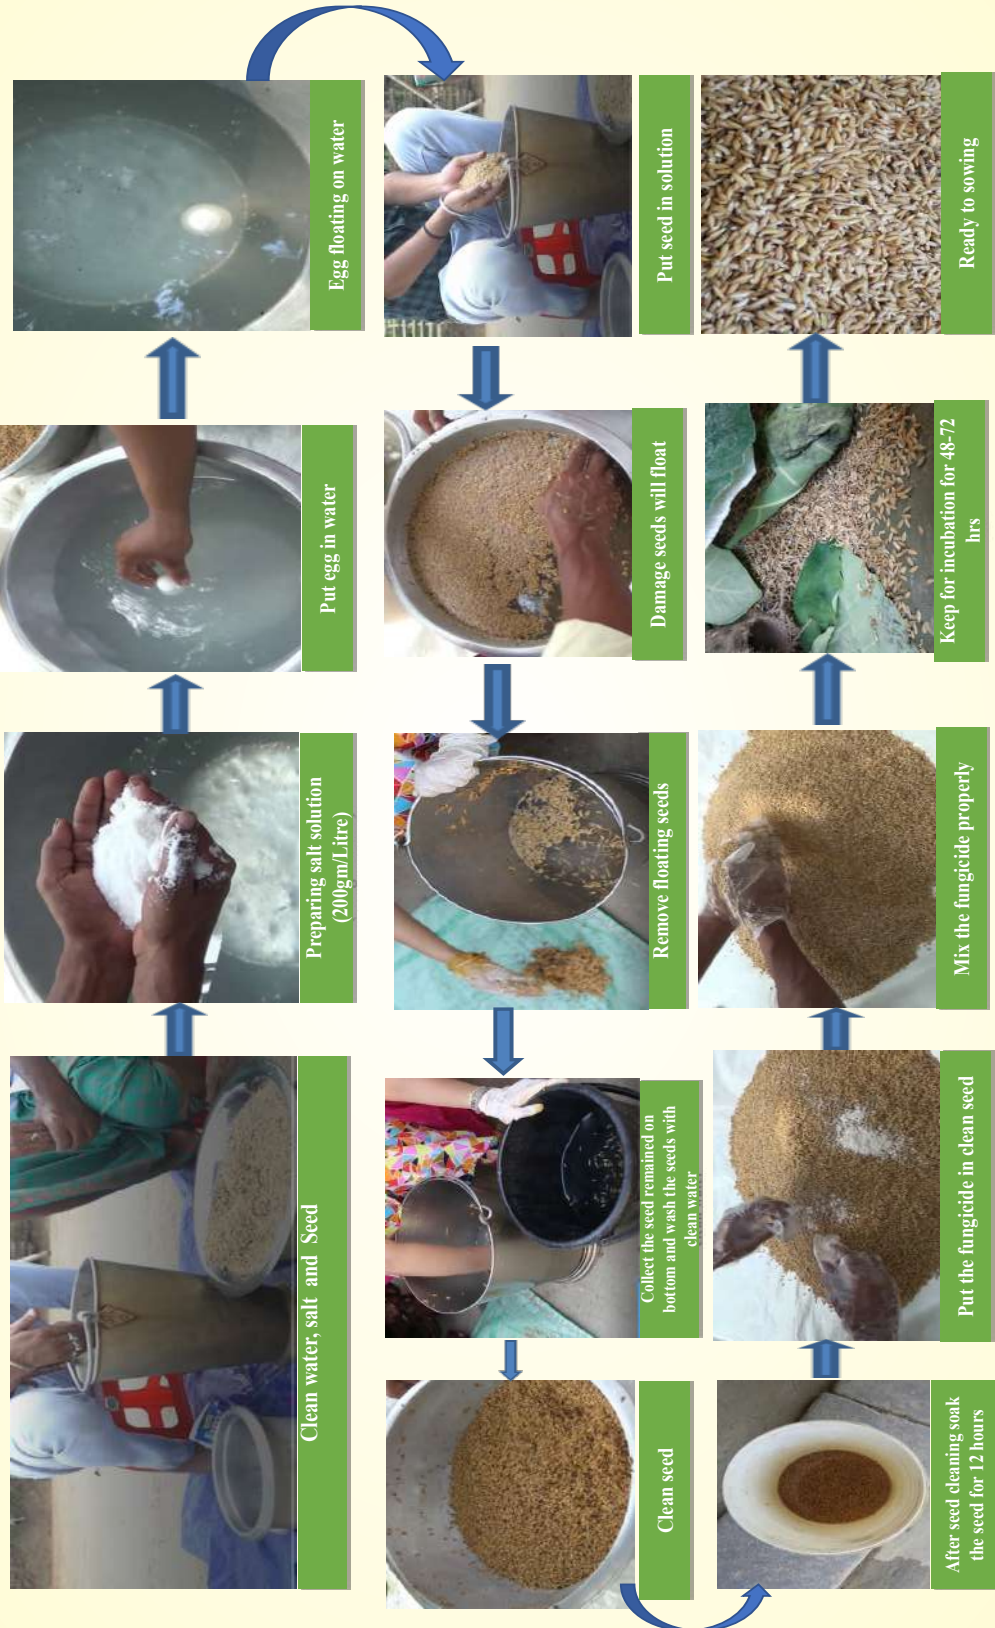 Clean water, salt and Seed
Preparing salt solution
(200gm/Litre)
Put egg in water
Egg floating on water
Put seed in solution
Damage seeds will float
Remove floating seeds
Collect the seed remained on
bottom and wash the seeds with
clean water
Clean seed
After seed cleaning soak
the seed for 12 hours
Put the fungicide in clean seed
Mix the fungicide properly
Keep for incubation for 48-72
hrs
Ready to sowing